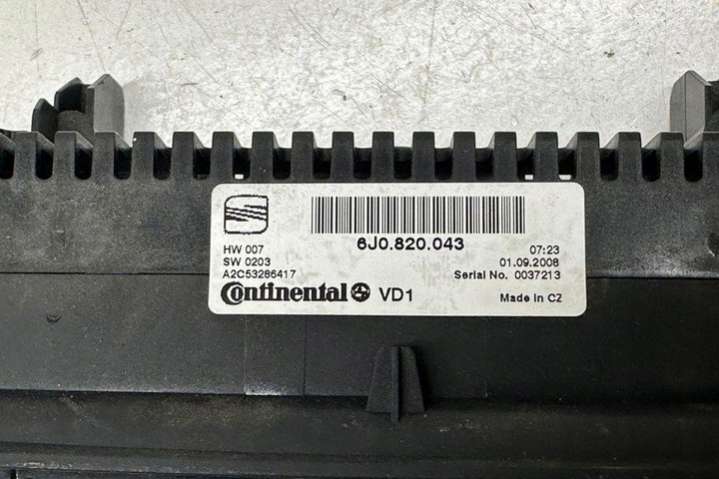 6J0.820.043
HW 007
07:23
SW 0203
01.09.2008
A2C53286417
Serial No. 0037213
Continental VD1
Made in CZ